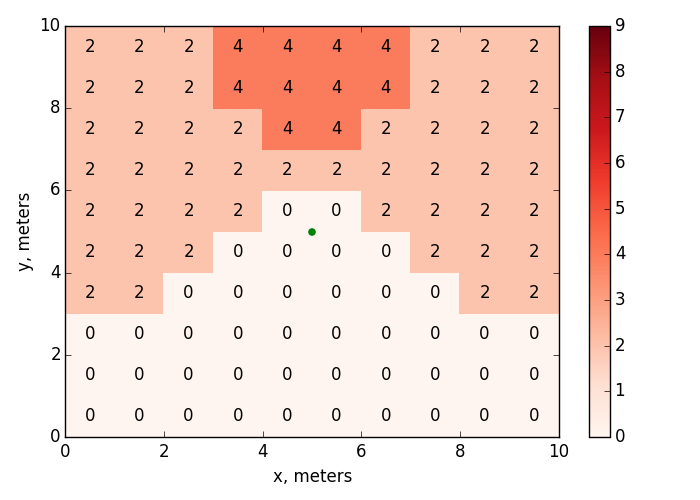 10
2 2 2 4 4 4 4 2 2 2
2 2 2 4 4 4 4 2 2 2
8
2 2 2 2 4 4 2 2 2 2
2 2 2 2 2 2 2 2 2 2
6
2 2 2 2 0 0 2 2 2 2
2 2 2 0 0 0 0 2 2 2
4
2 2 0 0 0 0 0 0 2 2
0 0 0 0 0 0 0 0 0 0
2
0 0 0 0 0 0 0 0 0 0
0 0 0 0 0 0 0 0 0 0
0
y, meters
0 2 4 6 8 10
x, meters
9
8
7
6
5
4
3
2
1
0